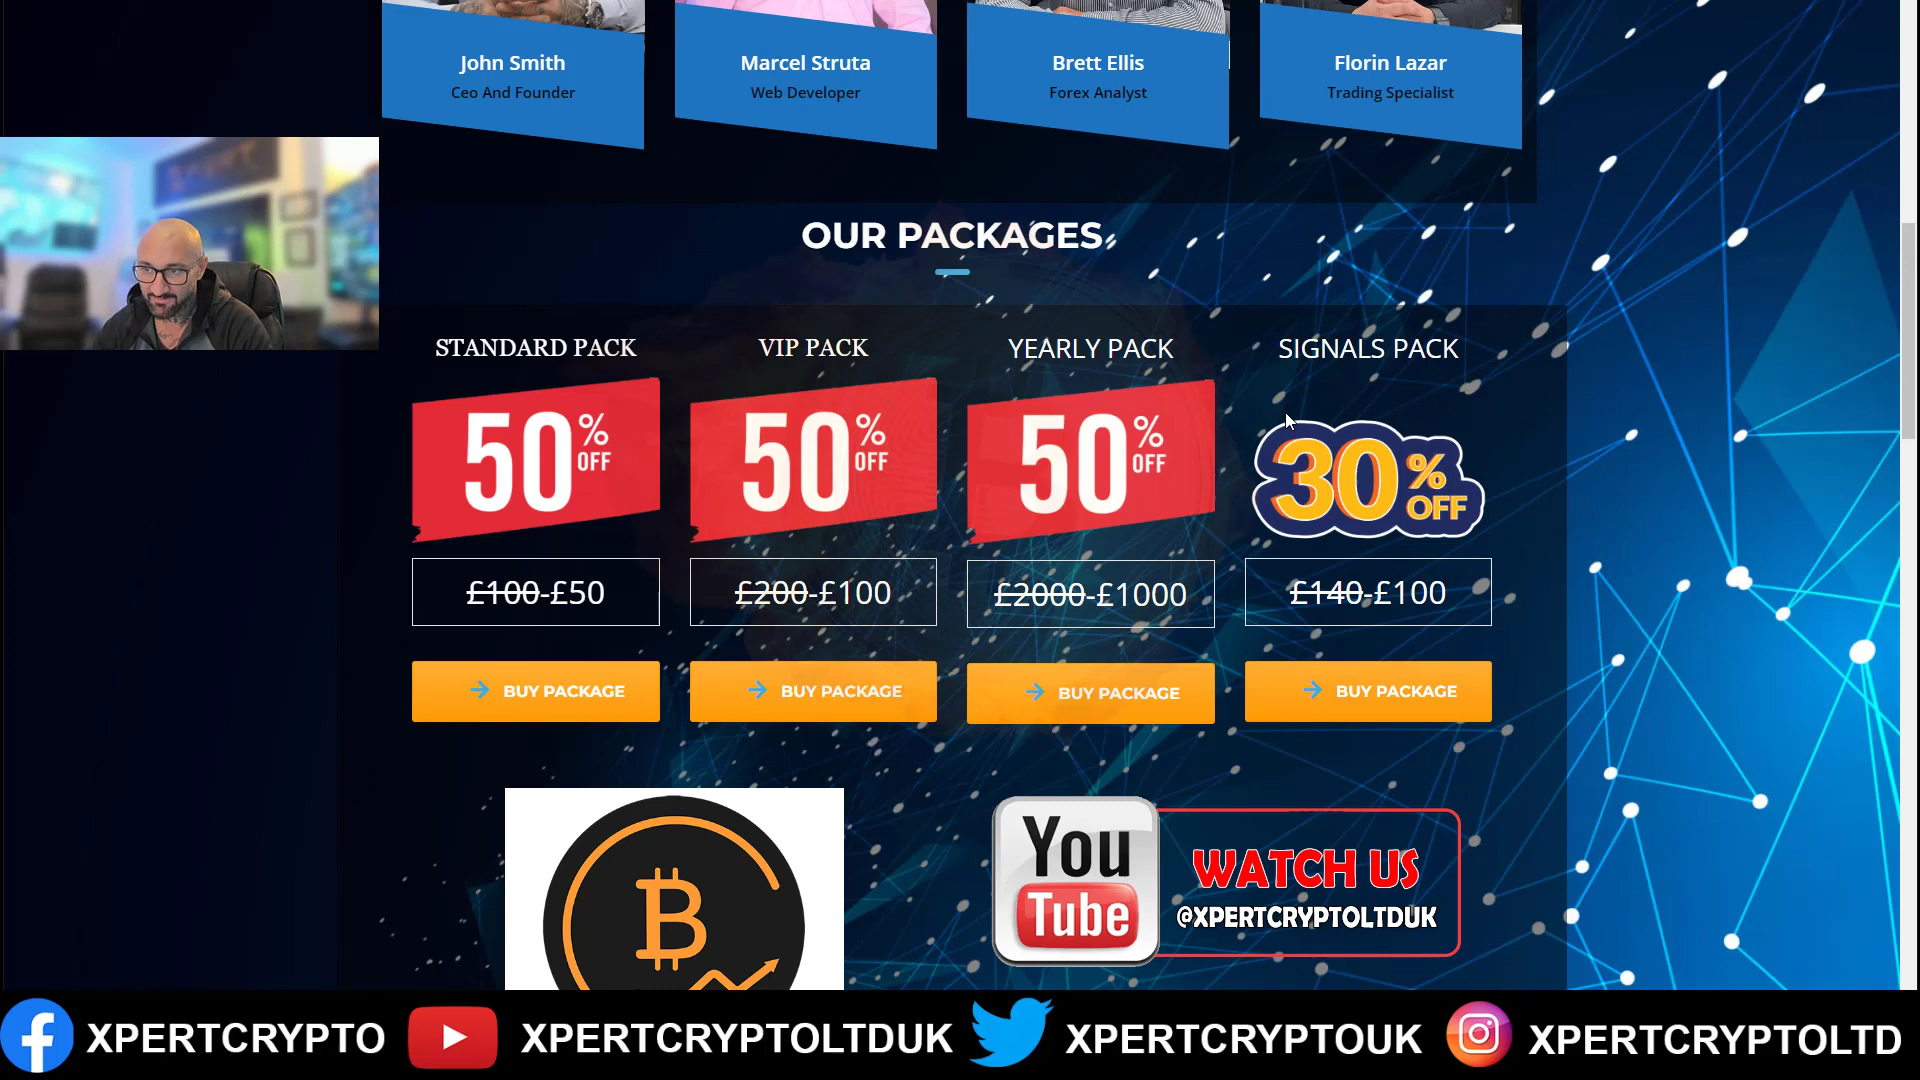 John Smith
Ceo And Founder
Marcel Struta
Web Developer
Brett Ellis
Forex Analyst
Florin Lazar
Trading Specialist
OUR PACKAGES
STANDARD PACK
VIP PACK
YEARLY PACK
SIGNALS PACK
50% OFF
50% OFF
50% OFF
30% OFF
£100-£50
£200-£100
£2000-£1000
£140-£100
BUY PACKAGE
BUY PACKAGE
BUY PACKAGE
BUY PACKAGE
You Tube
WATCH US
@XPERTCRYPTOLTDUK
XPERTCRYPTO
XPERTCRYPTOLTDUK
XPERTCRYPTOUK
XPERTCRYPTOLTD